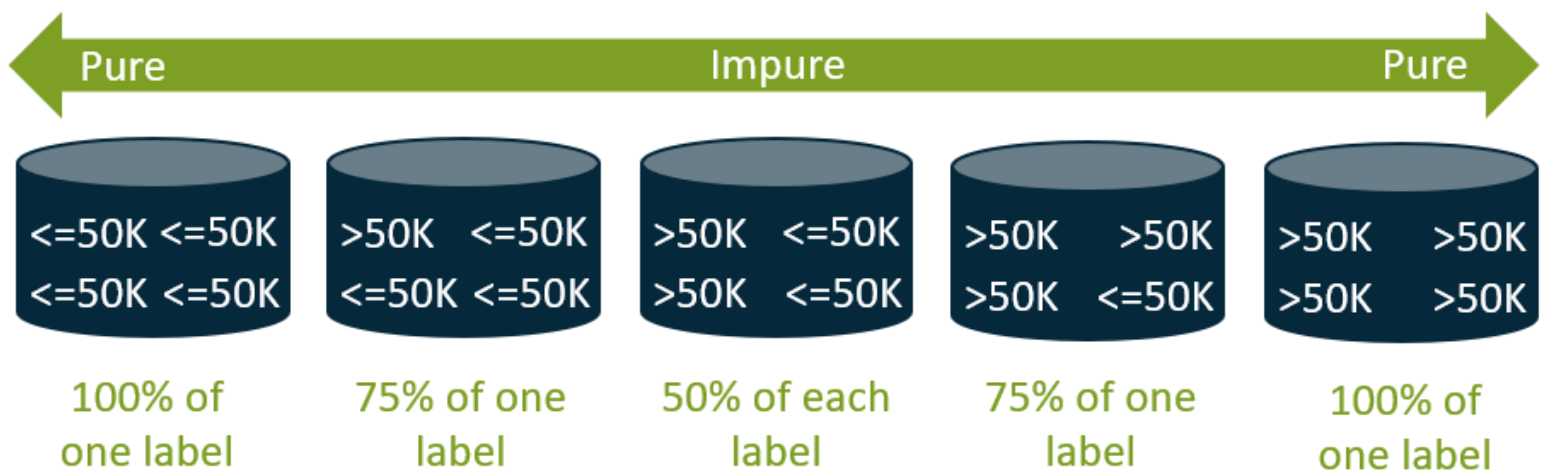 Pure Impure Pure
<=50K <=50K >50K <=50K >50K <=50K >50K >50K >50K >50K
<=50K <=50K <=50K <=50K >50K <=50K >50K <=50K >50K >50K
100% of 75% of one 50% of each 75% of one 100% of
one label label label label one label